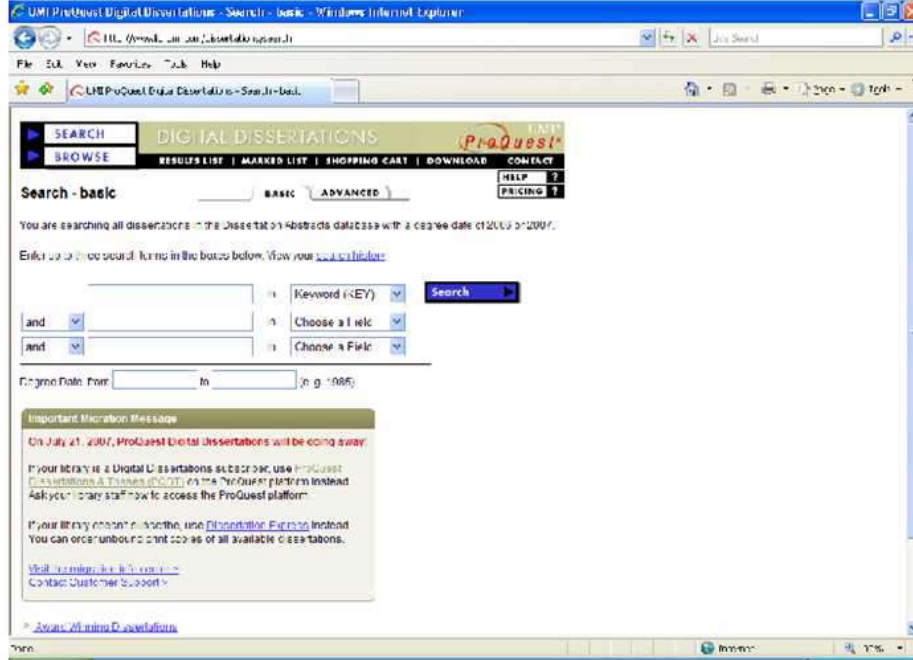 UMI ProQuest Digital Dissertations - Search - basic - Windows Internet Explorer
File Edit View Favorites Tools Help
UMI ProQuest Digital Dissertations - Search - basic
SEARCH
BROWSE
DIGITAL DISSERTATIONS
UMI
ProQuest
RESULTS LIST | MARKED LIST | SHOPPING CART | DOWNLOAD CONTACT
HELP ?
PRICING ?
Search - basic
BASIC ADVANCED
You are searching all dissertations in the Dissertation Abstracts database with a degree date of 2006 or 2007.
Enter up to three search terms in the boxes below. View your search history.
in Keyword (KEY) Search
and in Choose a Field
and in Choose a Field
Degree Date from to (e.g. 1985)
Important Migration Message
On July 21, 2007, ProQuest Digital Dissertations will be going away!
If your library is a Digital Dissertations subscriber, use ProQuest
Dissertations & Theses (PQDT) on the ProQuest platform instead.
Ask your library staff how to access the ProQuest platform.
If your library doesn't subscribe, use Dissertation Express instead.
You can order unbound print copies of all available dissertations.
Visit the migration info center >
Contact Customer Support >
Award Winning Dissertations
Done
Internet